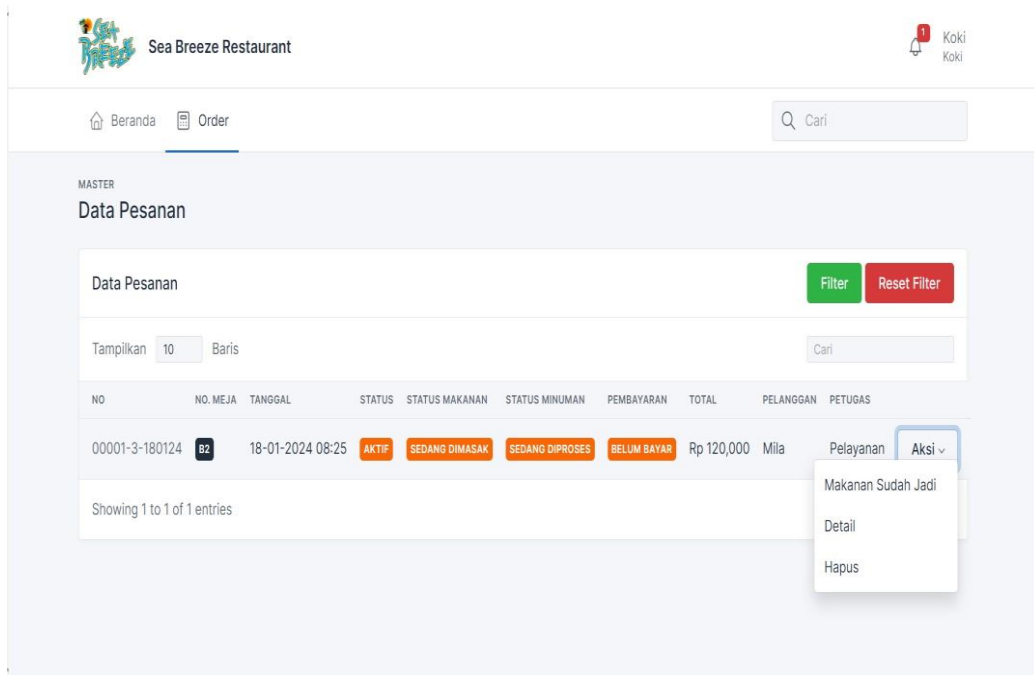 Sea BREEZE
Sea Breeze Restaurant
1
Koki
Koki
Beranda
Order
Cari
MASTER
Data Pesanan
Data Pesanan
Filter
Reset Filter
Tampilkan 10 Baris
Cari
NO NO. MEJA TANGGAL STATUS STATUS MAKANAN STATUS MINUMAN PEMBAYARAN TOTAL PELANGGAN PETUGAS
00001-3-180124 B2 18-01-2024 08:25 AKTIF SEDANG DIMASAK SEDANG DIPROSES BELUM BAYAR Rp 120,000 Mila Pelayanan Aksi
Makanan Sudah Jadi
Detail
Hapus
Showing 1 to 1 of 1 entries